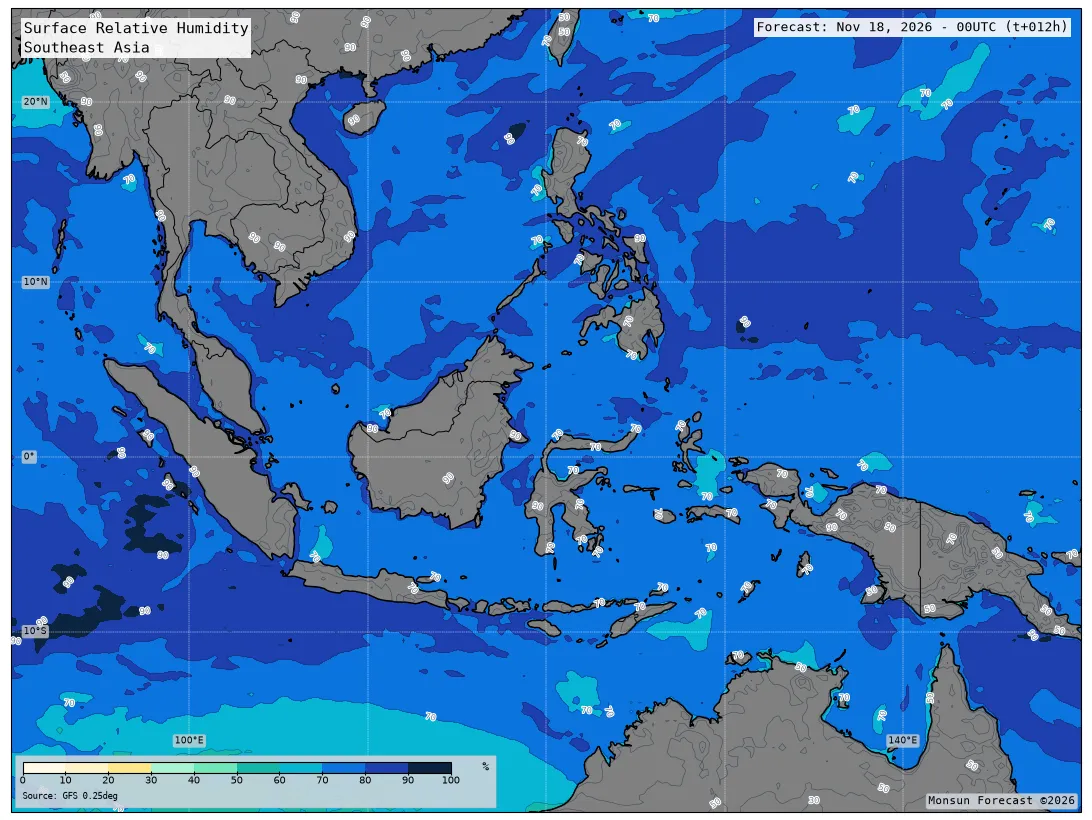 Surface Relative Humidity
Southeast Asia
Forecast: Nov 18, 2026 - 00UTC (t+012h)
20°N
10°N
0°
10°S
100°E
140°E
0 10 20 30 40 50 60 70 80 90 100
%
Source: GFS 0.25deg
Monsun Forecast ©2026